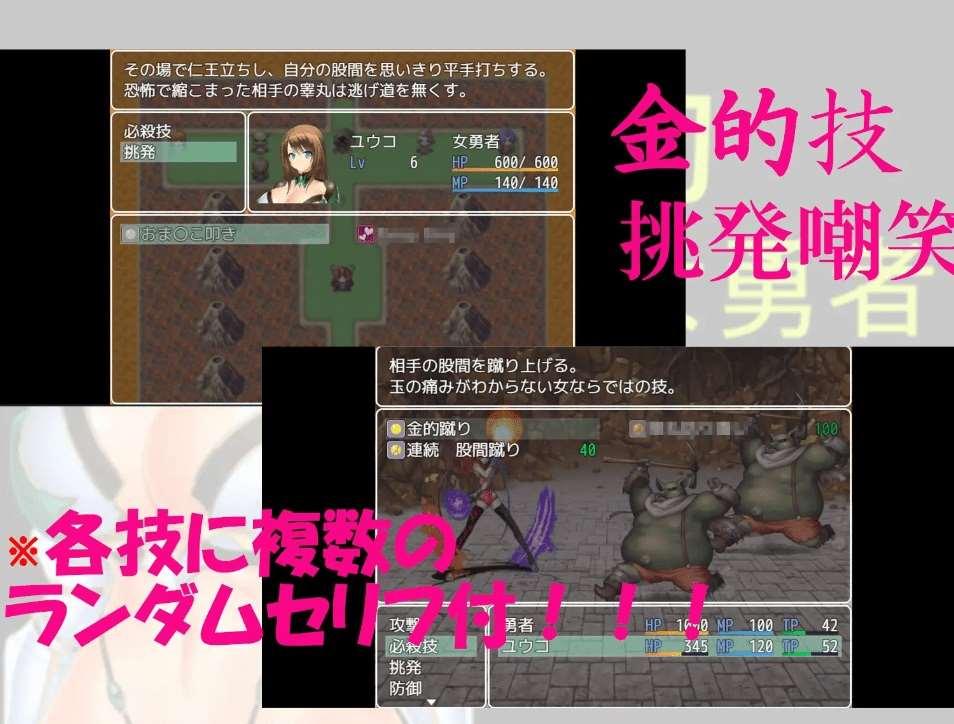 その場で仁王立ちし、自分の股間を思いきり平手打ちする。
恐怖で縮こまった相手の睾丸は逃げ道を無くす。
必殺技
挑発
ユウコ
女勇者
Lv 6
HP 600/ 600
MP 140/ 140
おま〇こ叩き
金的技
挑発嘲笑
勇者
相手の股間を蹴り上げる。
玉の痛みがわからない女ならではの技。
金的蹴り
100
連続 股間蹴り 40
※各技に複数の
ランダムセリフ付！！！
攻撃
必殺技
挑発
防御
勇者 HP MP 100 TP 42
ユウコ HP 345 MP 120 TP 52